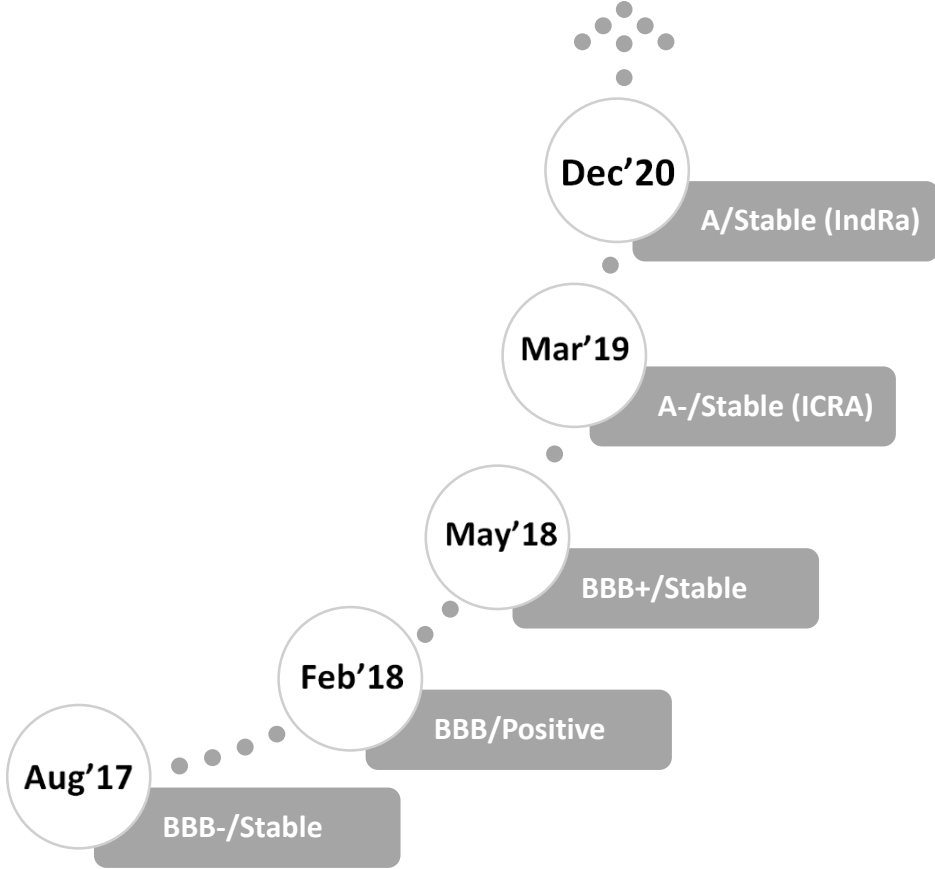 Dec’20
A/Stable (IndRa)
Mar’19
A-/Stable (ICRA)
May’18
BBB+/Stable
Feb’18
BBB/Positive
Aug’17
BBB-/Stable